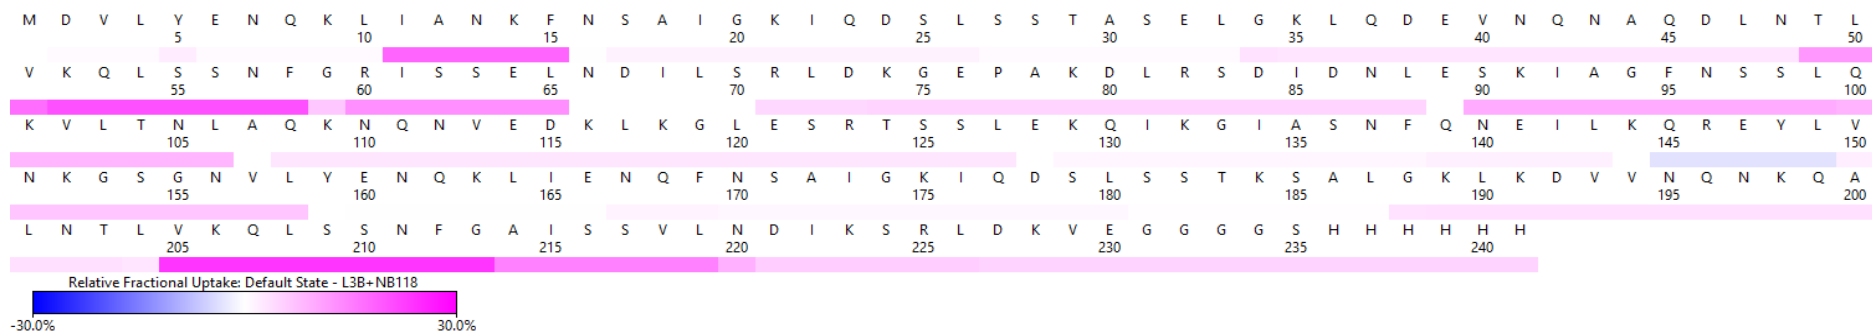 M D V L Y E N Q K L I A N K F N S A I G K I Q D S L S S T A S E L G K L Q D E V N Q N A Q D L N T L
5 10 15 20 25 30 35 40 45 50
V K Q L S S N F G R I S S E L N D I L S R L D K G E P A K D L R S D I D N L E S K I A G F N S S L Q
55 60 65 70 75 80 85 90 95 100
K V L T N L A Q K N Q N V E D K L K G L E S R T S S L E K Q I K G I A S N F Q N E I L K Q R E Y L V
105 110 115 120 125 130 135 140 145 150
N K G S G N V L Y E N Q K L I E N Q F N S A I G K I Q D S L S S T K S A L G K L K D V V N Q N K Q A
155 160 165 170 175 180 185 190 195 200
L N T L V K Q L S S N F G A I S S V L N D I K S R L D K V E G G G G S H H H H H H
205 210 215 220 225 230 235 240
Relative Fractional Uptake: Default State - L3B+NB118
-30.0% 30.0%